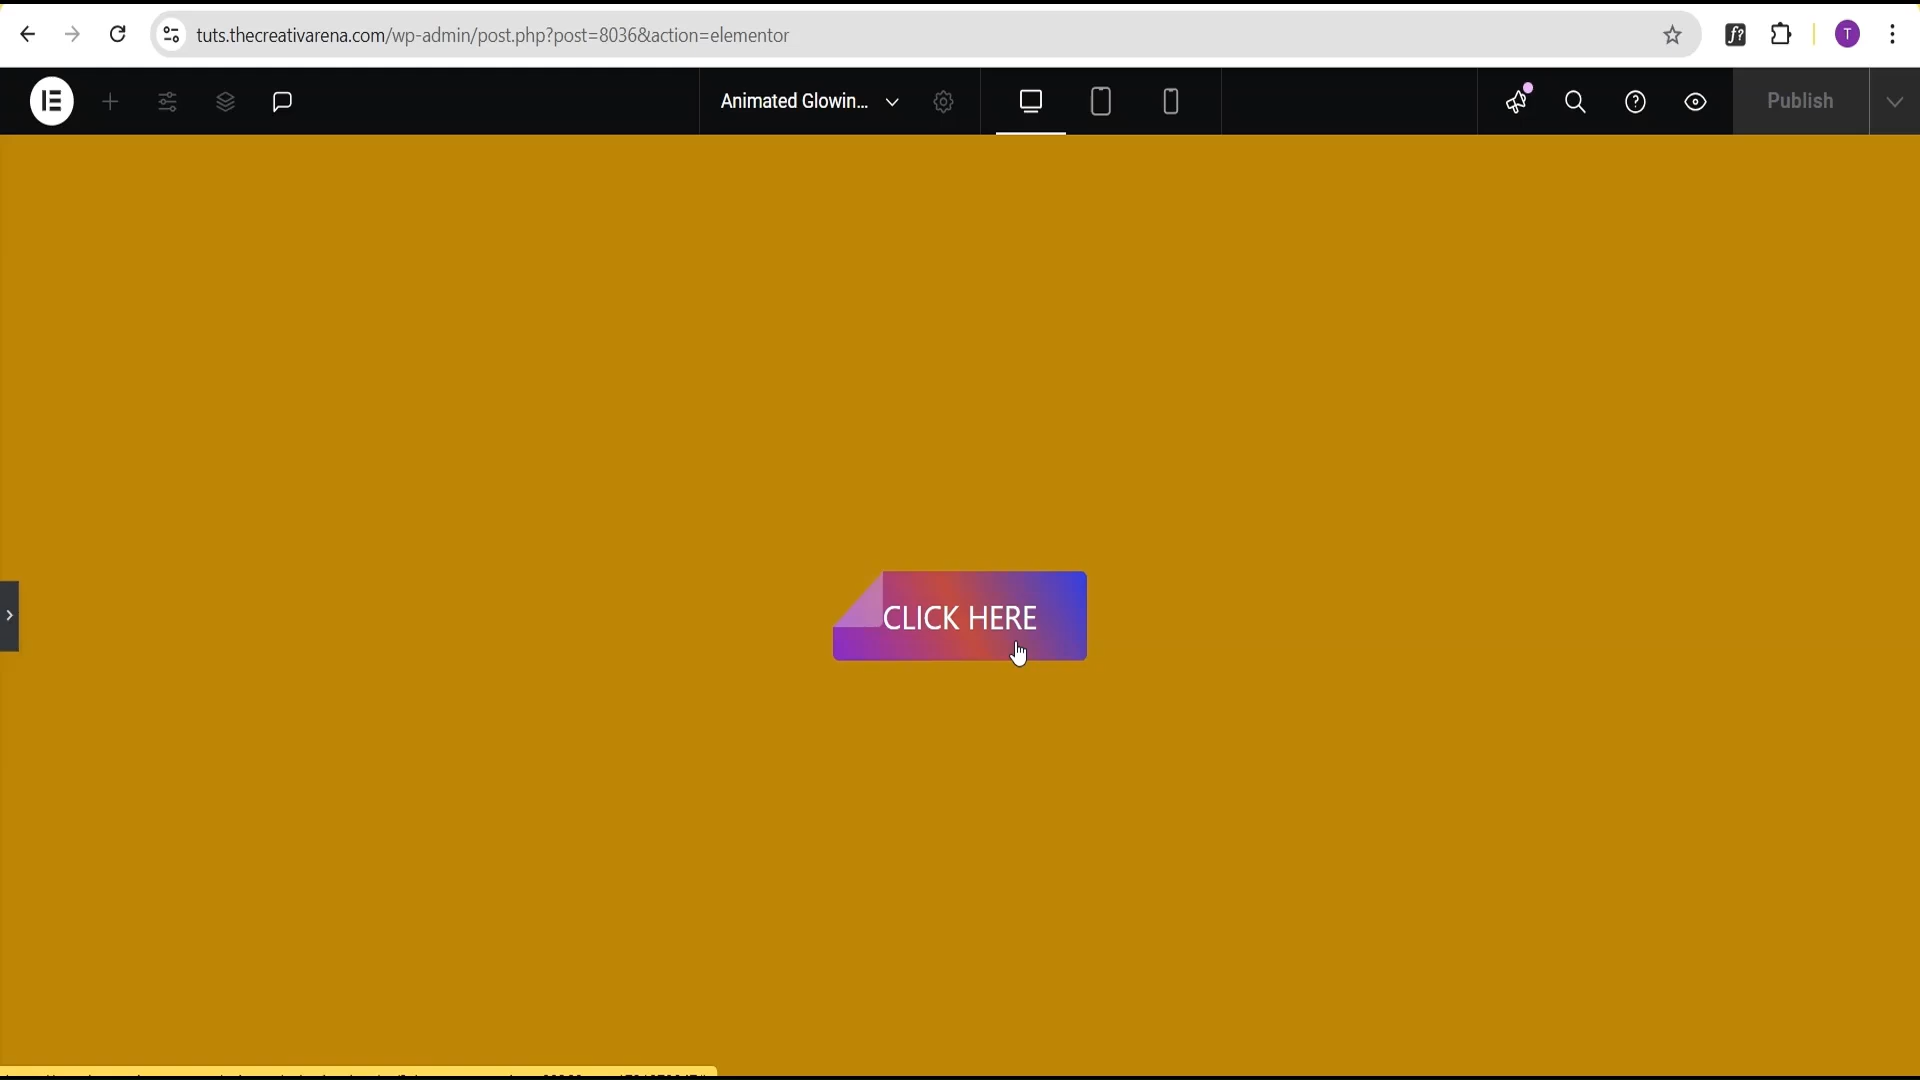 tuts.thecreativarena.com/wp-admin/post.php?post=8036&action=elementor
f?
T
Animated Glowin...
Publish
CLICK HERE